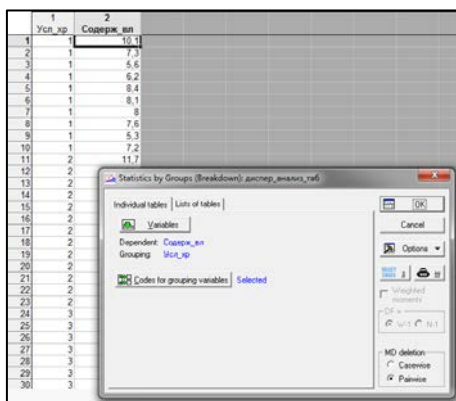 1 2
Усл_хр Содерж_вл
1 1 10,1
2 1 7,3
3 1 5,6
4 1 6,2
5 1 8,4
6 1 8,1
7 1 8
8 1 7,6
9 1 5,3
10 1 7,2
11 2 11,7
12 2
13 2
14 2
15 2
16 2
17 2
18 2
19 2
20 2
21 2
22 2
23 2
24 3
25 3
26 3
27 3
28 3
29 3
30 3
Statistics by Groups (Breakdown): диспер_анализ_таб
Individual tables Lists of tables
Variables
Dependent: Содерж_вл
Grouping: Усл_хр
Codes for grouping variables Selected
OK
Cancel
Options
Weighted
moments
DF =
W-1 N-1
MD deletion
Casewise
Pairwise